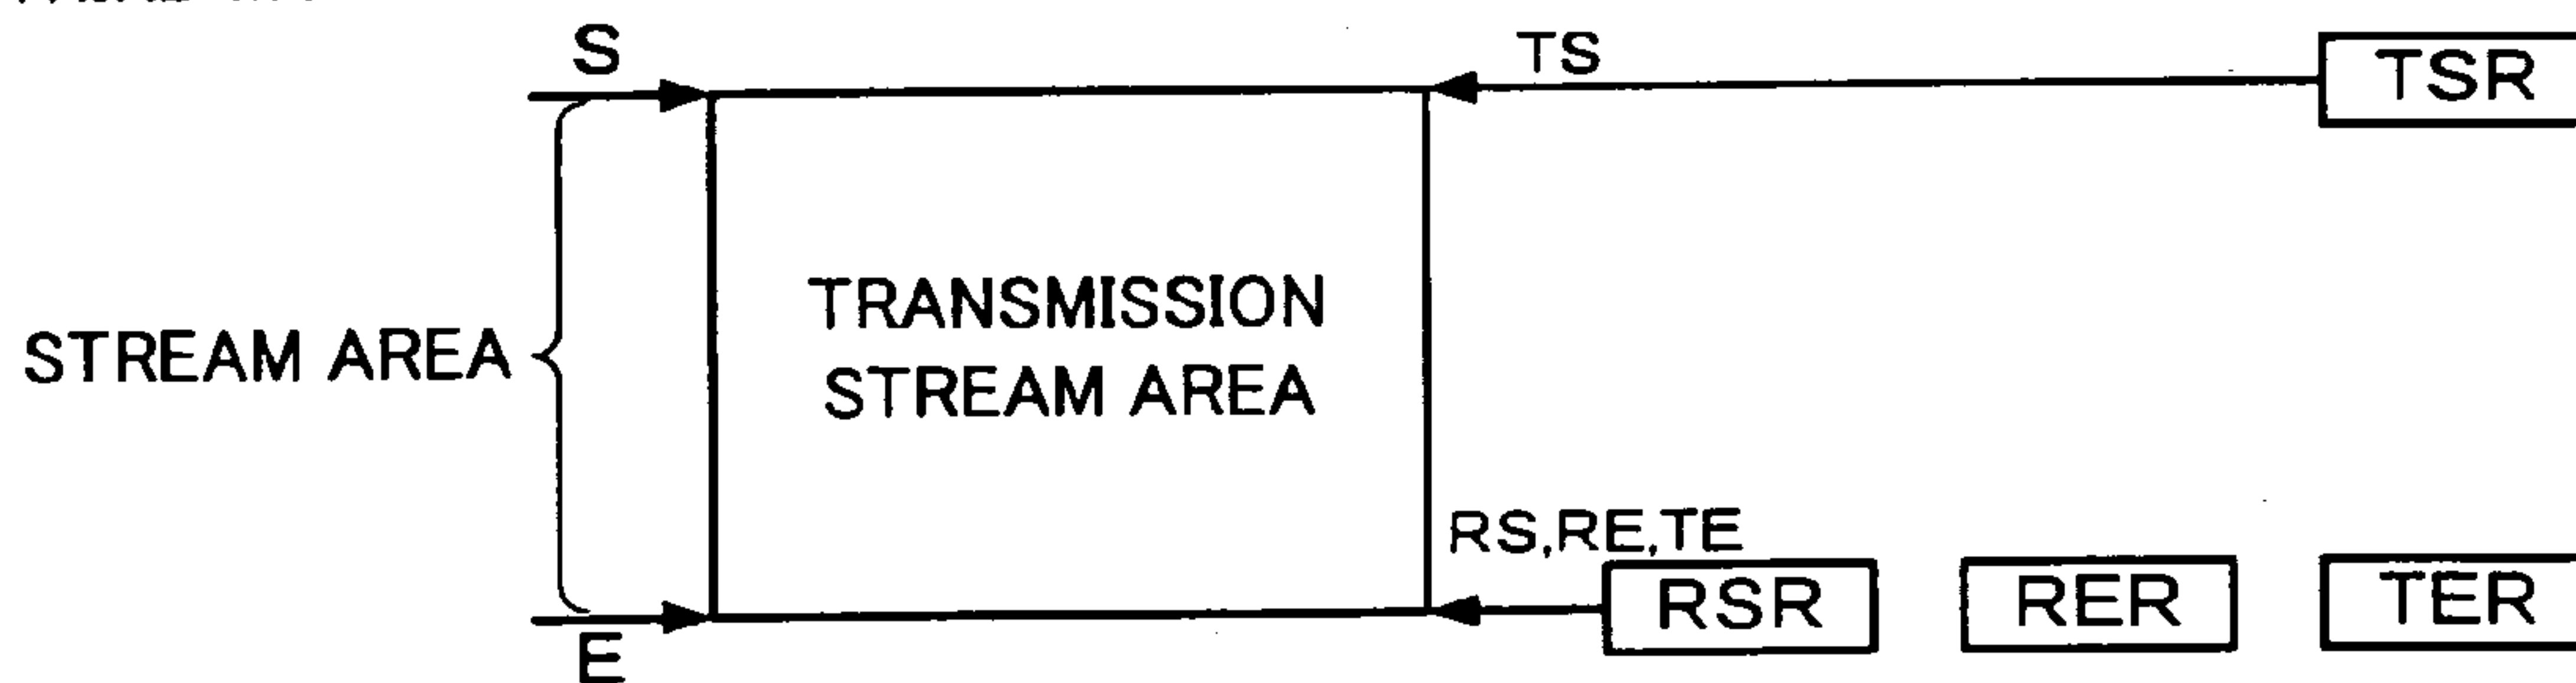 S
TS
TSR
TRANSMISSION
STREAM AREA
STREAM AREA
RS,RE,TE
RSR
RER
TER
E